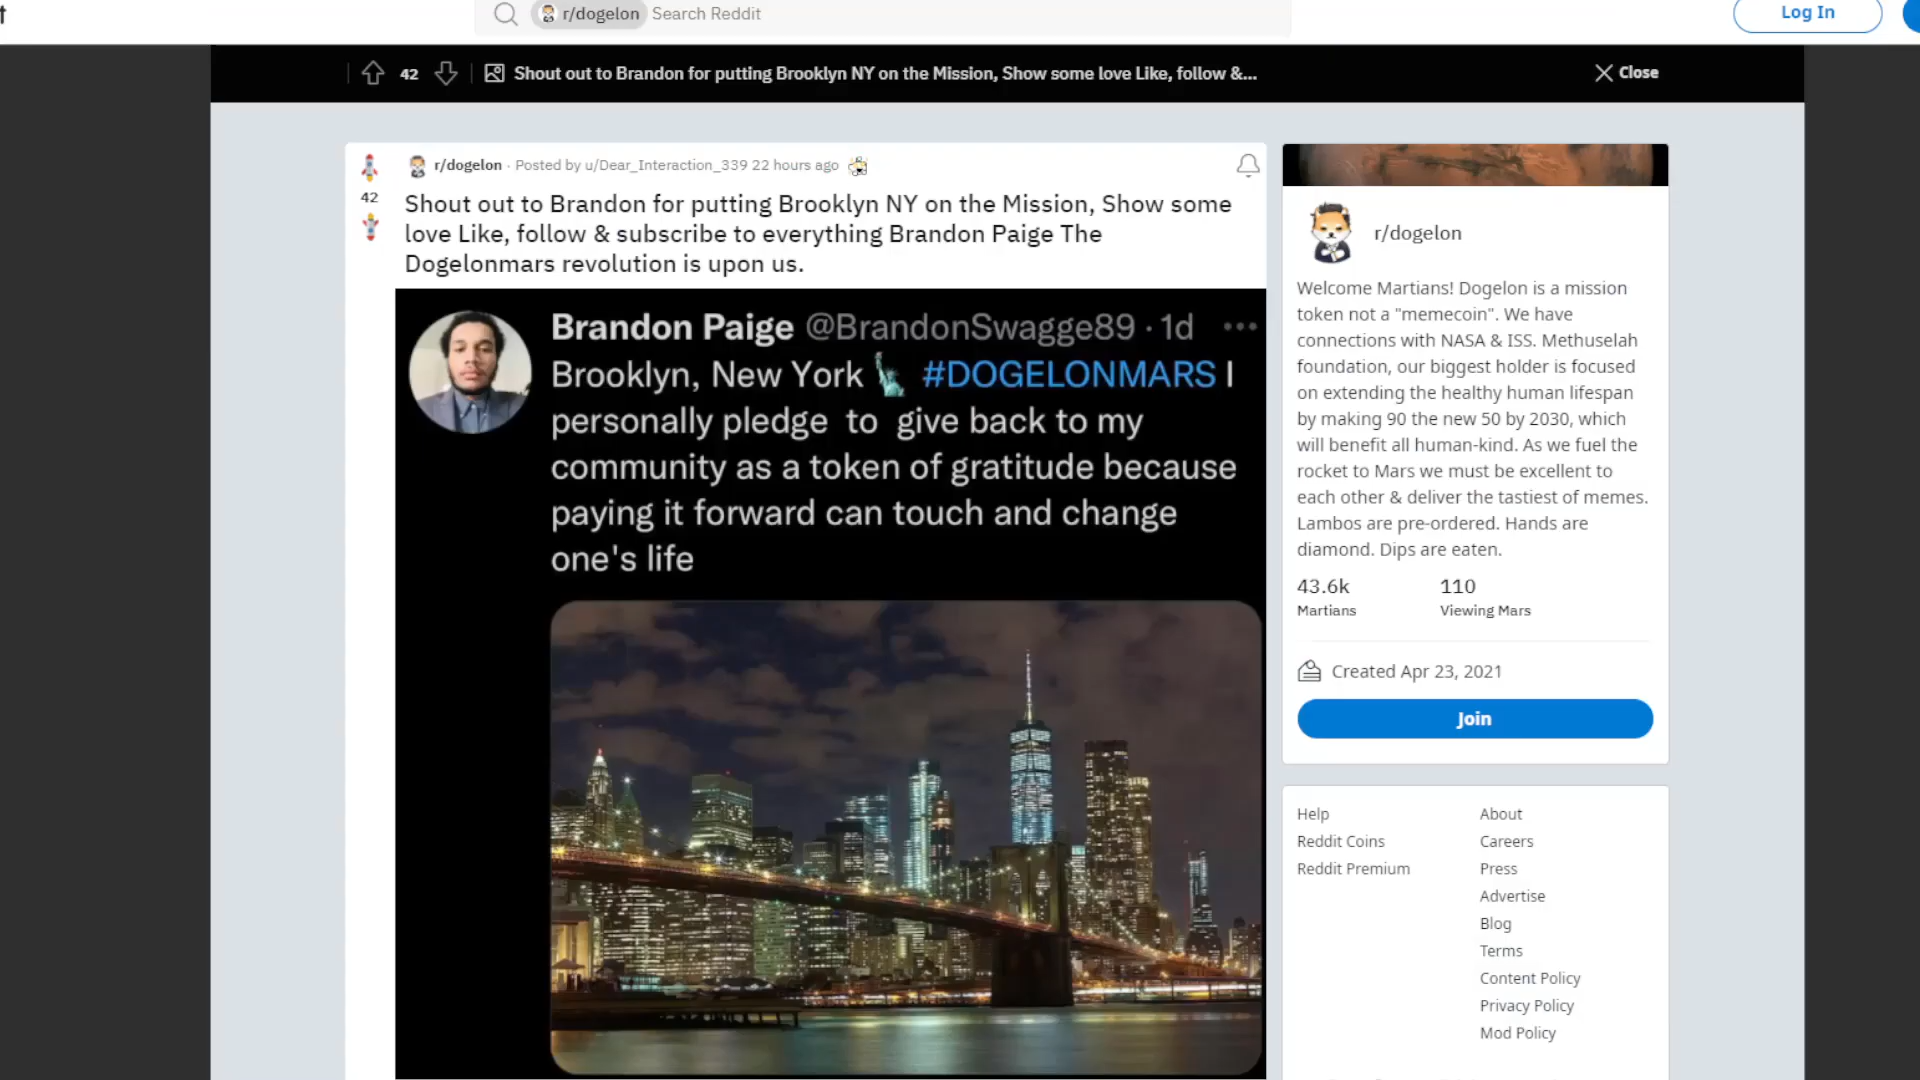 t
r/dogelon Search Reddit
Log In
42 Shout out to Brandon for putting Brooklyn NY on the Mission, Show some love Like, follow &... Close
r/dogelon · Posted by u/Dear_Interaction_339 22 hours ago
42
Shout out to Brandon for putting Brooklyn NY on the Mission, Show some
love Like, follow & subscribe to everything Brandon Paige The
Dogelonmars revolution is upon us.
Brandon Paige @BrandonSwagge89 · 1d ...
Brooklyn, New York #DOGELONMARS I
personally pledge to give back to my
community as a token of gratitude because
paying it forward can touch and change
one's life
r/dogelon
Welcome Martians! Dogelon is a mission
token not a "memecoin". We have
connections with NASA & ISS. Methuselah
foundation, our biggest holder is focused
on extending the healthy human lifespan
by making 90 the new 50 by 2030, which
will benefit all human-kind. As we fuel the
rocket to Mars we must be excellent to
each other & deliver the tastiest of memes.
Lambos are pre-ordered. Hands are
diamond. Dips are eaten.
43.6k 110
Martians Viewing Mars
Created Apr 23, 2021
Join
Help About
Reddit Coins Careers
Reddit Premium Press
Advertise
Blog
Terms
Content Policy
Privacy Policy
Mod Policy